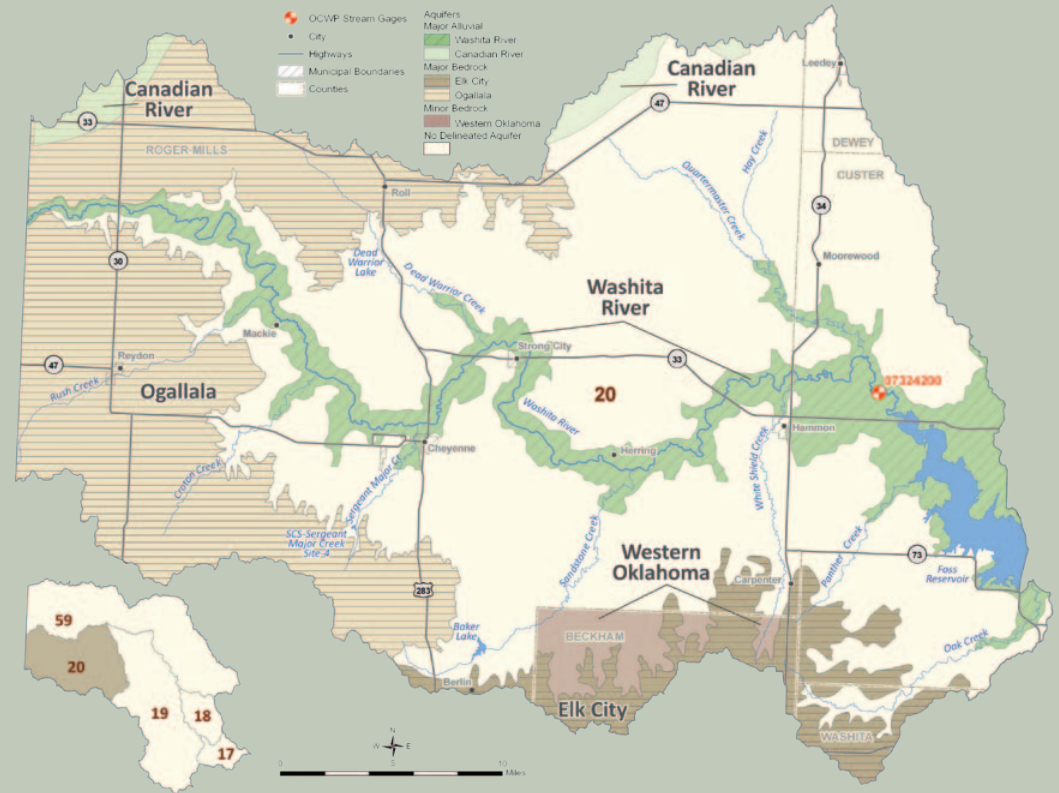 OCWP Stream Gages
City
Highways
Municipal Boundaries
Counties
Aquifers
Major Alluvial
Washita River
Canadian River
Major Bedrock
Elk City
Ogallala
Minor Bedrock
Western Oklahoma
No Delineated Aquifer
Canadian
River
33
ROGER MILLS
Canadian
River
47
Leedey
DEWEY
CUSTER
Hay Creek
Quartermaster Creek
34
Moorewood
Roll
Dead
Warrior
Lake
Dead Warrior Creek
30
Washita
River
Mackie
Strong City
33
47
Reydon
Rush Creek
Ogallala
20
07324200
Washita River
Hammon
Cheyenne
Herring
White Shield Creek
Croton Creek
Sergeant Major Cr
SCS-Sergeant
Major Creek
Site 4
Sandstone Creek
Western
Oklahoma
Panther Creek
73
Foss
Reservoir
Carpenter
283
Baker
Lake
BECKHAM
Oak Creek
Berlin
Elk City
WASHITA
59
20
19
18
17
N
W
E
S
0
5
10
Miles